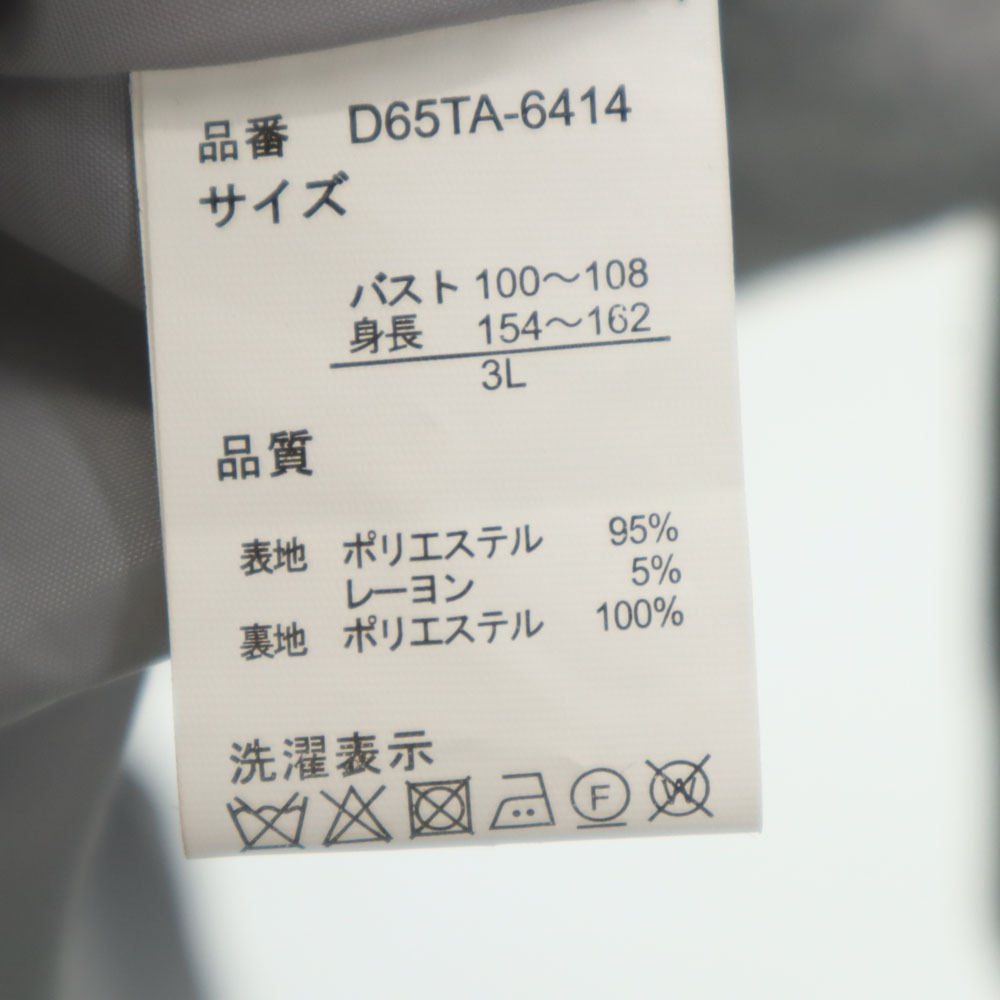 品番 D65TA-6414
サイズ
バスト 100～108
身長 154～162
3L
品質
表地 ポリエステル 95%
レーヨン 5%
裏地 ポリエステル 100%
洗濯表示
F W